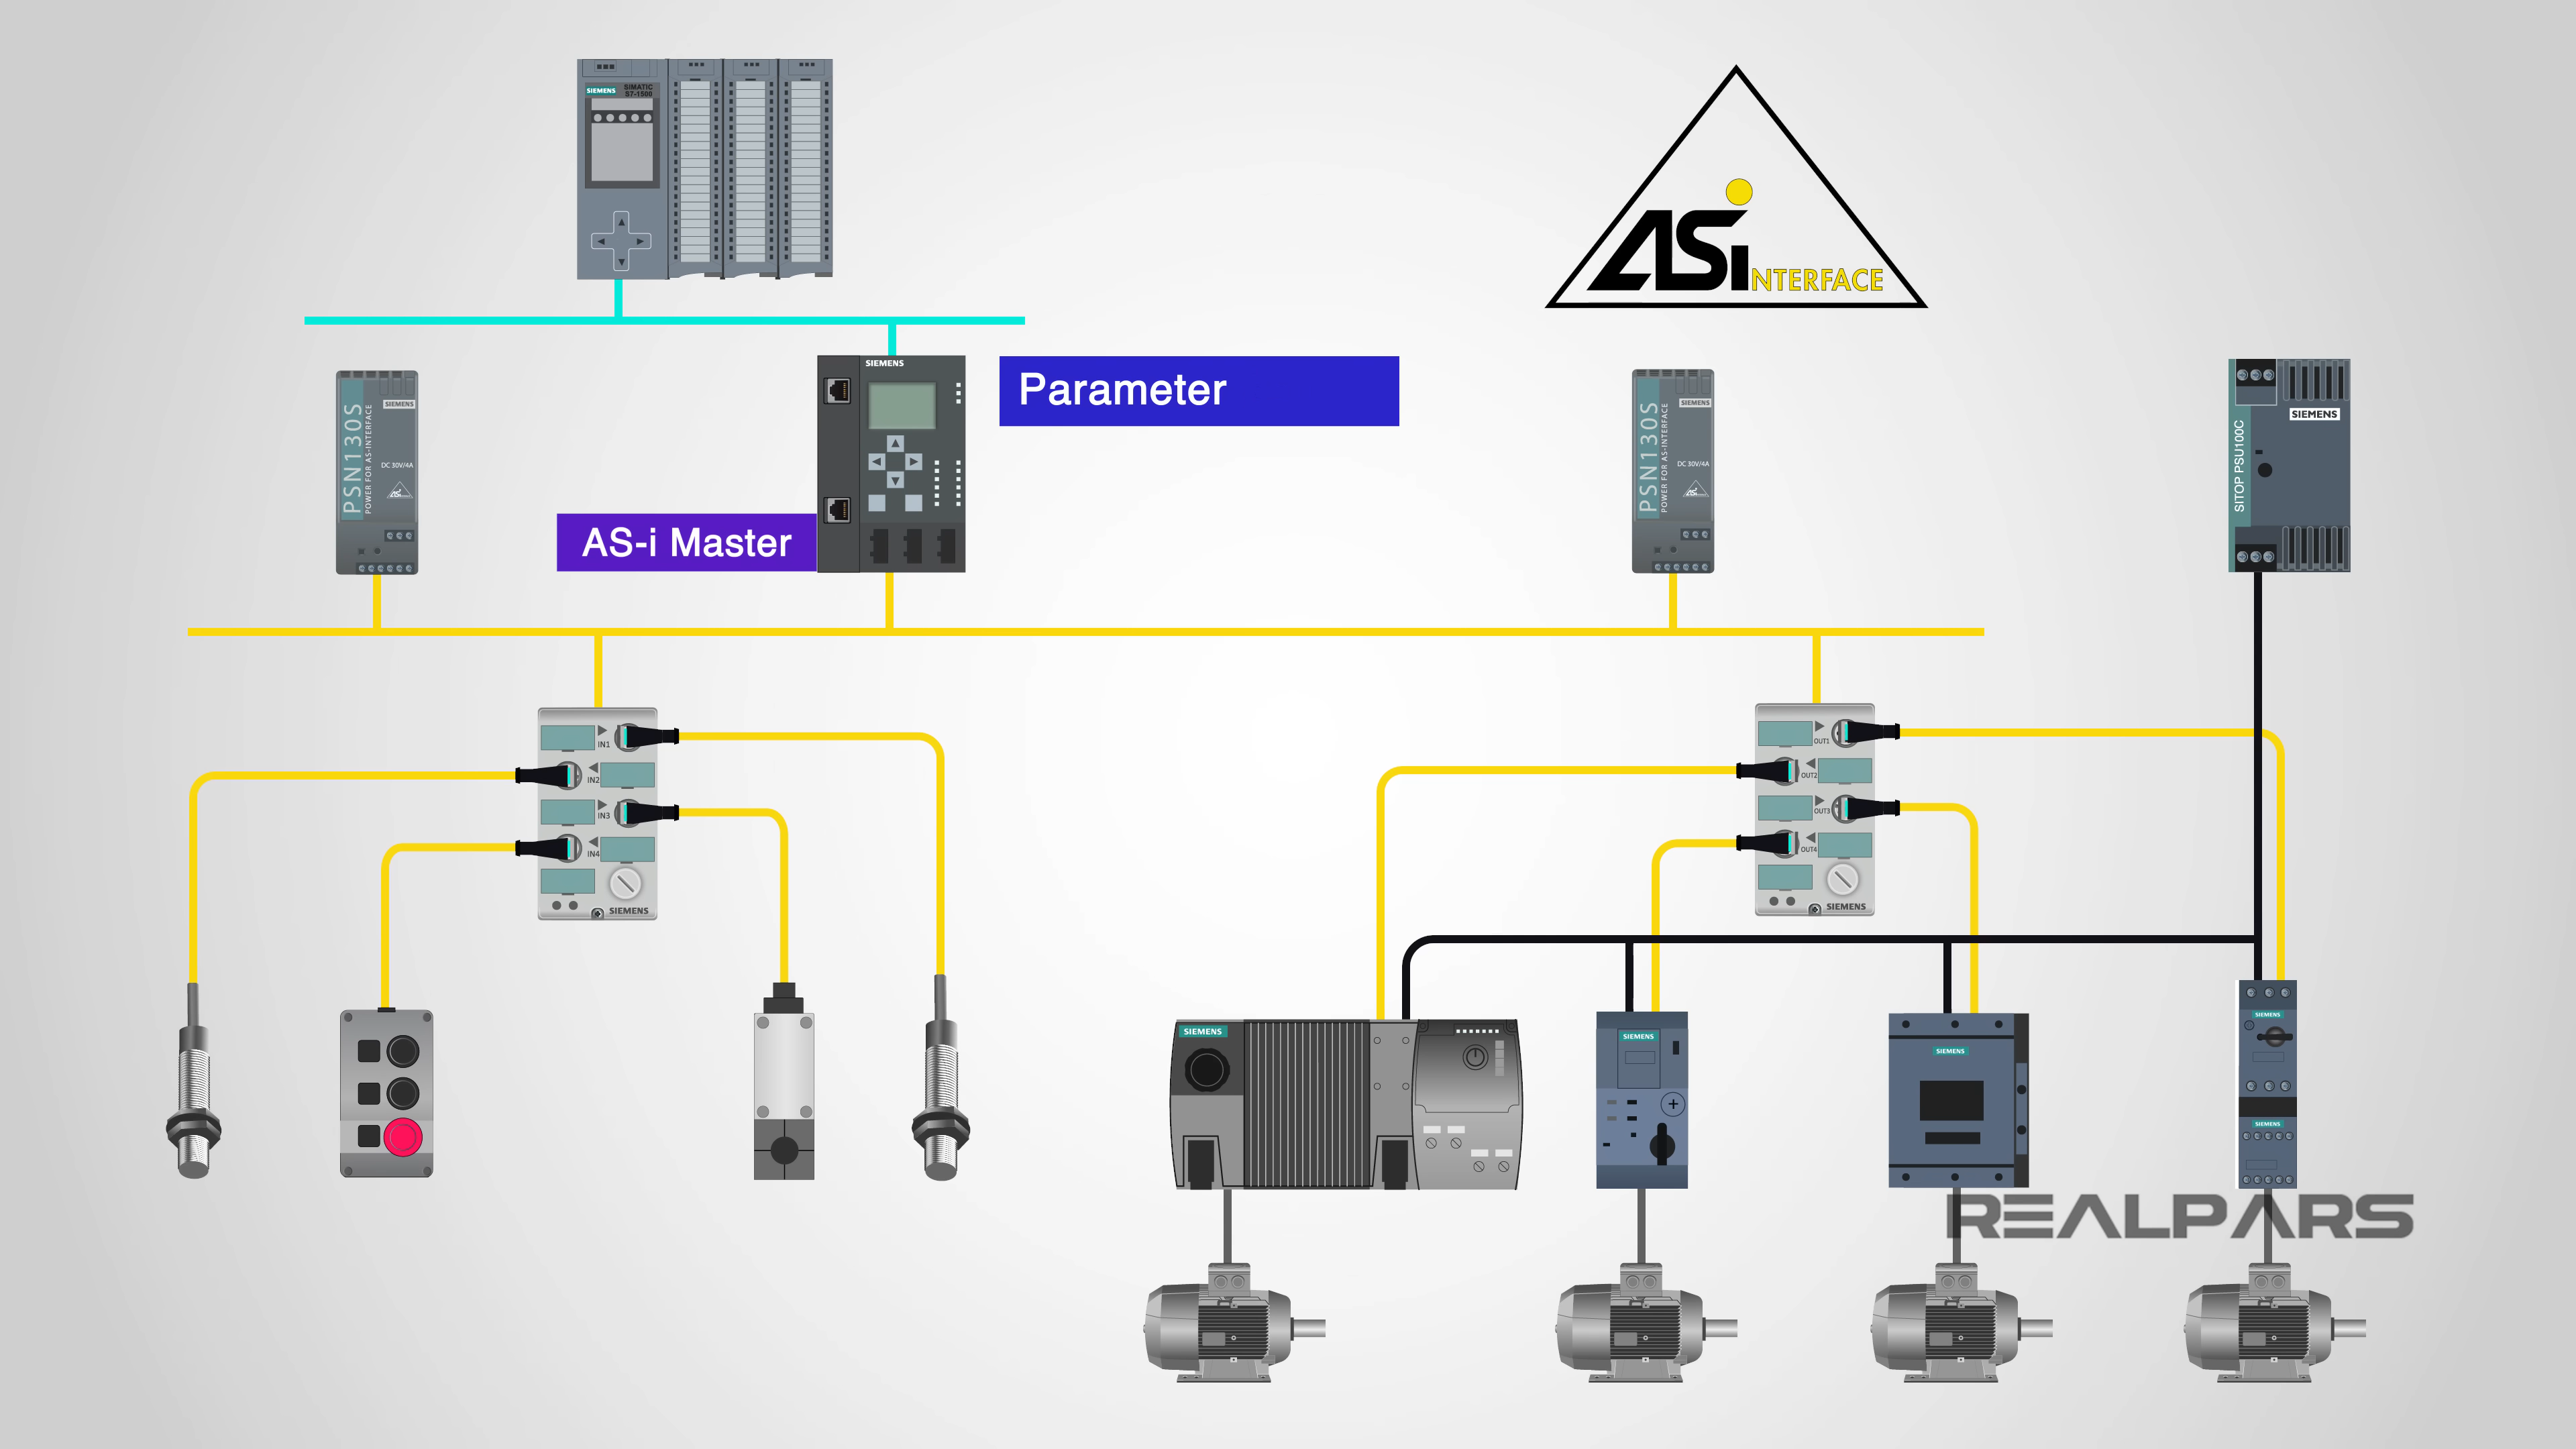 SIEMENS
SIMATIC
S7-1500
ASi
NTERFACE
SIEMENS
Parameter
PSN130S
POWER FOR AS-INTERFACE
SIEMENS
DC 30V/4A
ASi
AS-i Master
PSN130S
POWER FOR AS-INTERFACE
SIEMENS
DC 30V/4A
ASi
SITOP PSU100C
SIEMENS
IN1
IN2
IN3
IN4
SIEMENS
OUT1
OUT2
OUT3
OUT4
SIEMENS
SIEMENS
SIEMENS
SIEMENS
SIEMENS
SIEMENS
REALPARS